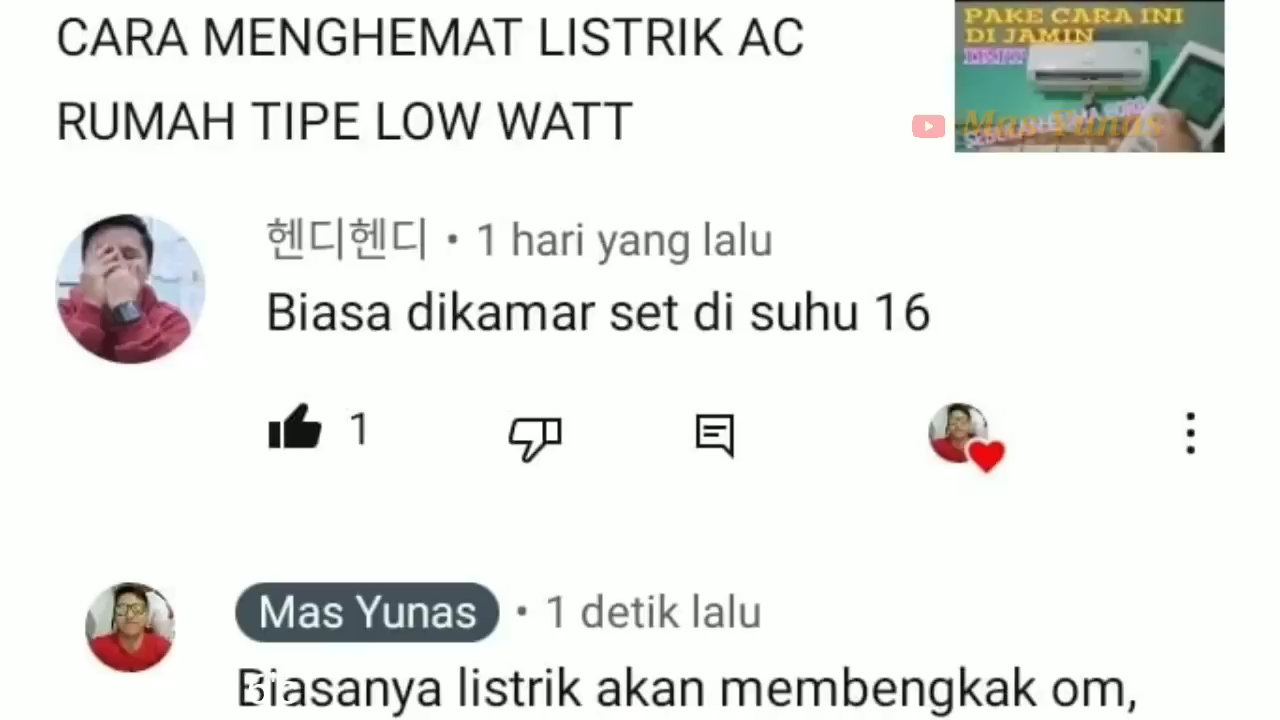 CARA MENGHEMAT LISTRIK AC
RUMAH TIPE LOW WATT
PAKE CARA INI
DI JAMIN
Mas Yunas
헨디헨디 • 1 hari yang lalu
Biasa dikamar set di suhu 16
1
Mas Yunas • 1 detik lalu
Biasanya listrik akan membengkak om,